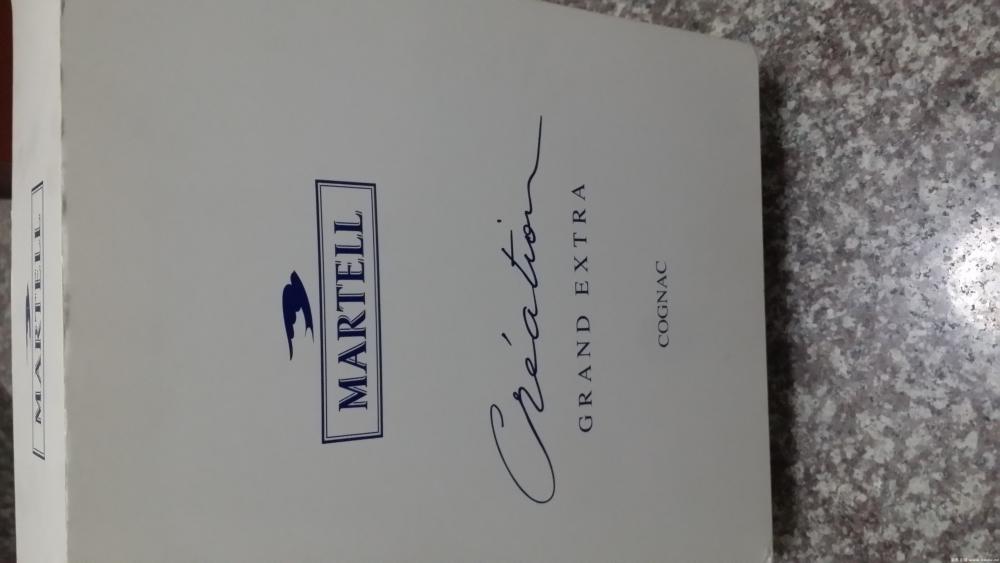 MARTELL
MARTELL
Création
GRAND EXTRA
COGNAC